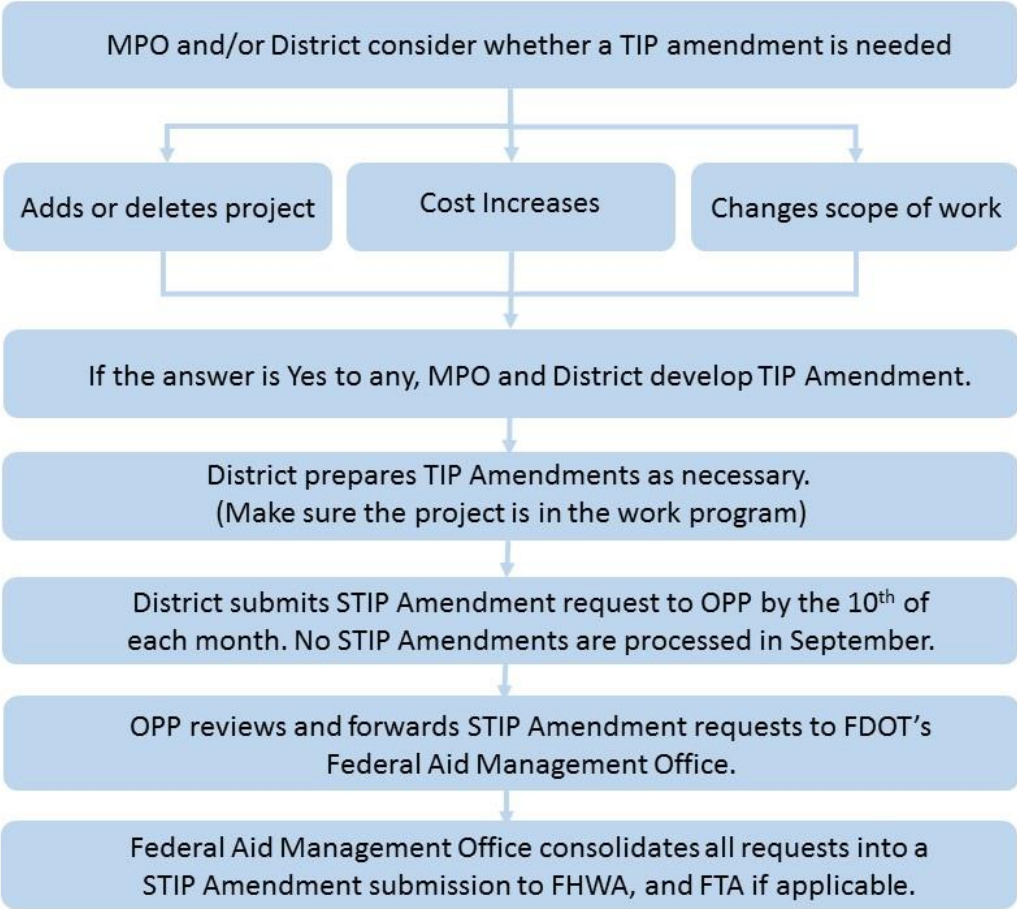 MPO and/or District consider whether a TIP amendment is needed
Adds or deletes project
Cost Increases
Changes scope of work
If the answer is Yes to any, MPO and District develop TIP Amendment.
District prepares TIP Amendments as necessary.
(Make sure the project is in the work program)
District submits STIP Amendment request to OPP by the 10th of
each month. No STIP Amendments are processed in September.
OPP reviews and forwards STIP Amendment requests to FDOT’s
Federal Aid Management Office.
Federal Aid Management Office consolidates all requests into a
STIP Amendment submission to FHWA, and FTA if applicable.